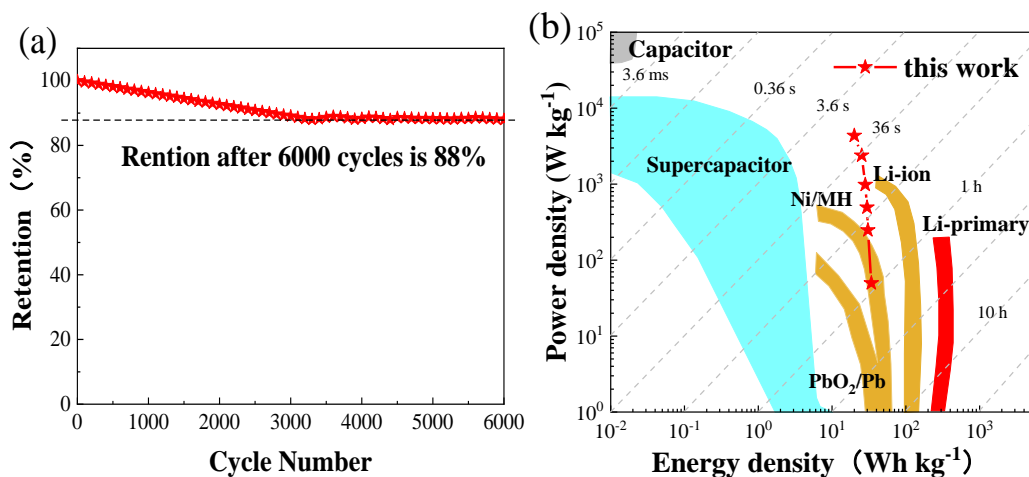 (a)
100
80
60
40
20
0
Retention（%）
Rention after 6000 cycles is 88%
0 1000 2000 3000 4000 5000 6000
Cycle Number
(b)
10^5
10^4
10^3
10^2
10^1
10^0
Power density (W kg^-1)
Capacitor
this work
3.6 ms
0.36 s
3.6 s
36 s
Supercapacitor
Li-ion
1 h
Ni/MH
Li-primary
10 h
PbO2/Pb
10^-2 10^-1 10^0 10^1 10^2 10^3
Energy density（Wh kg^-1）